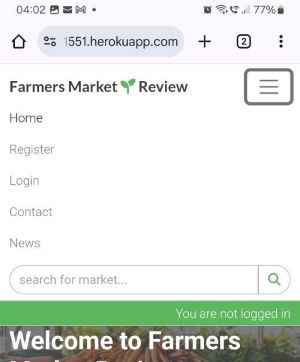 04:02
77%
1551.herokuapp.com
2
Farmers Market Review
Home
Register
Login
Contact
News
search for market...
You are not logged in
Welcome to Farmers